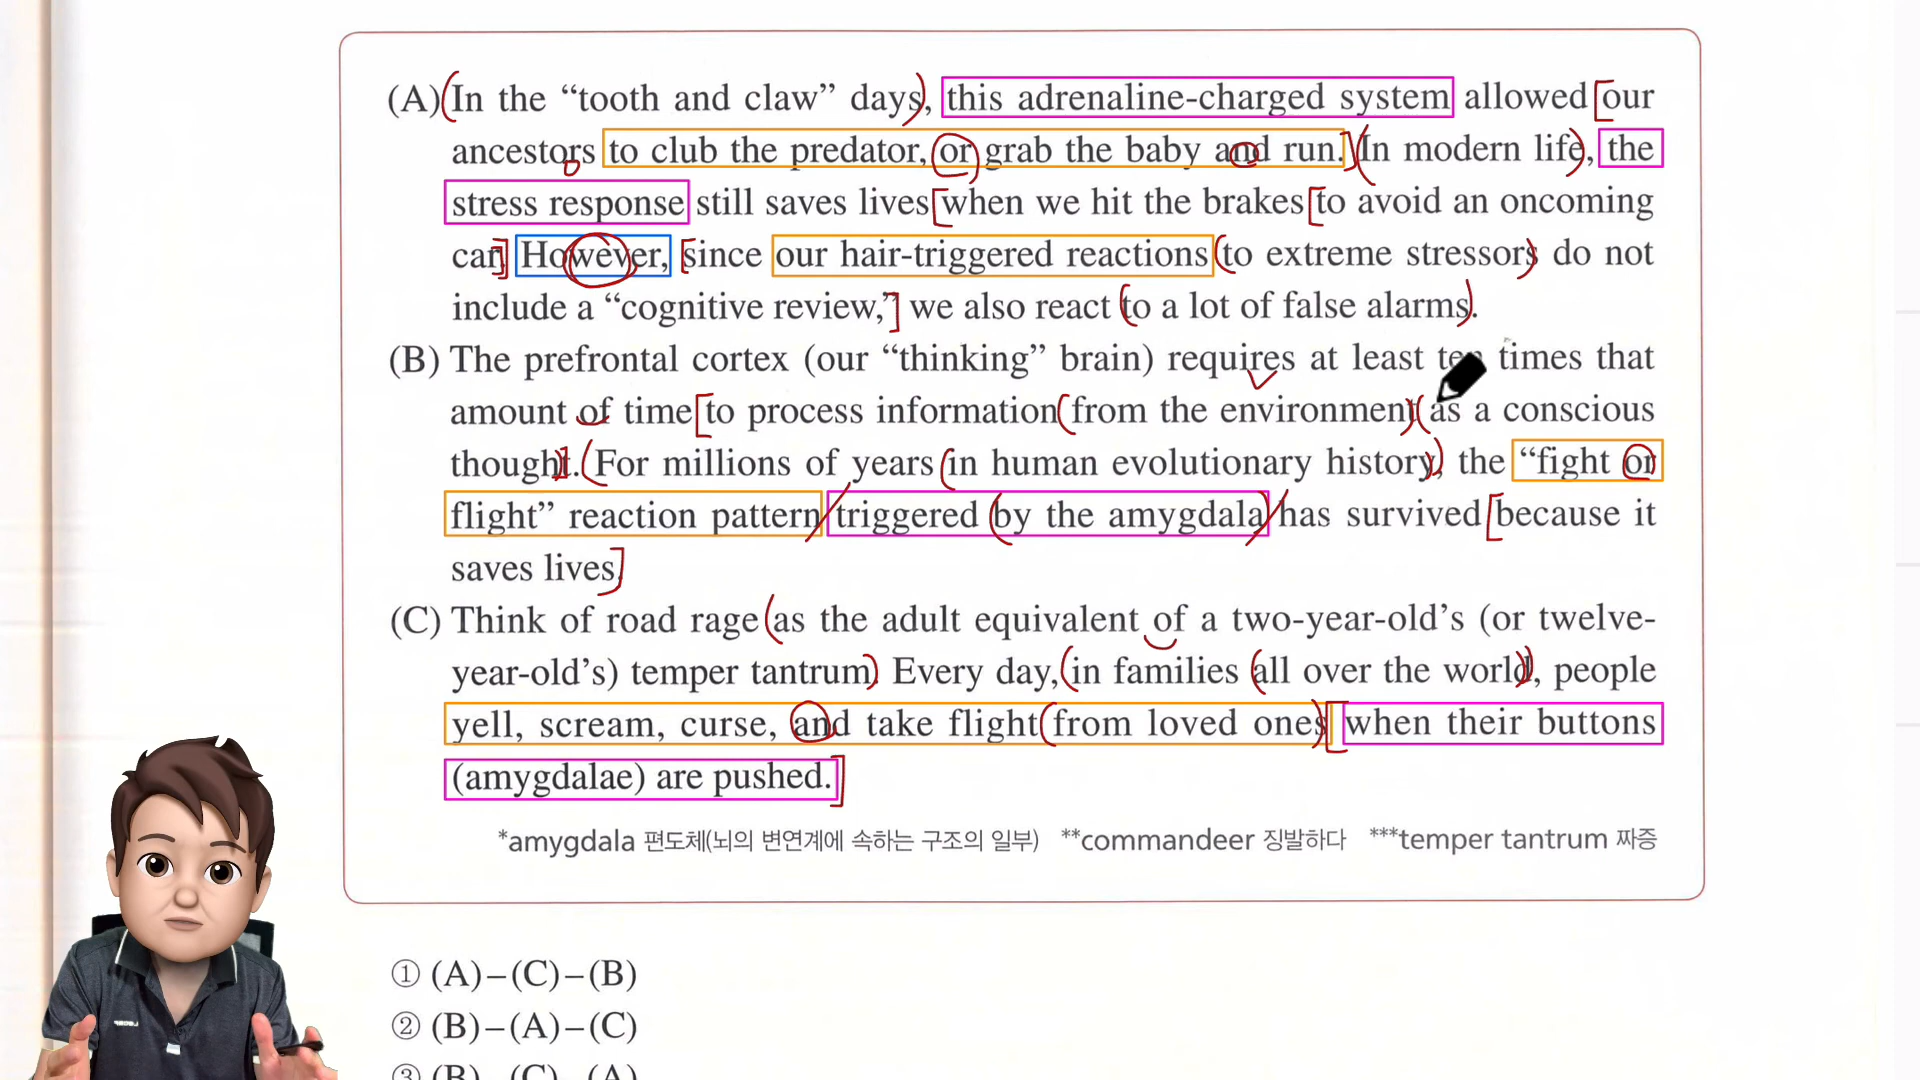 (A) In the “tooth and claw” days, this adrenaline-charged system allowed our
ancestors to club the predator, or grab the baby and run. In modern life, the
stress response still saves lives when we hit the brakes to avoid an oncoming
car. However, since our hair-triggered reactions to extreme stressors do not
include a “cognitive review,” we also react to a lot of false alarms.
(B) The prefrontal cortex (our “thinking” brain) requires at least ten times that
amount of time to process information from the environment as a conscious
thought. For millions of years in human evolutionary history, the “fight or
flight” reaction pattern triggered by the amygdala has survived because it
saves lives.
(C) Think of road rage as the adult equivalent of a two-year-old’s (or twelve-
year-old’s) temper tantrum. Every day, in families all over the world, people
yell, scream, curse, and take flight from loved ones when their buttons
(amygdalae) are pushed.
*amygdala 편도체(뇌의 변연계에 속하는 구조의 일부) **commandeer 징발하다 ***temper tantrum 짜증
① (A)–(C)–(B)
② (B)–(A)–(C)
③ (B)–(C)–(A)